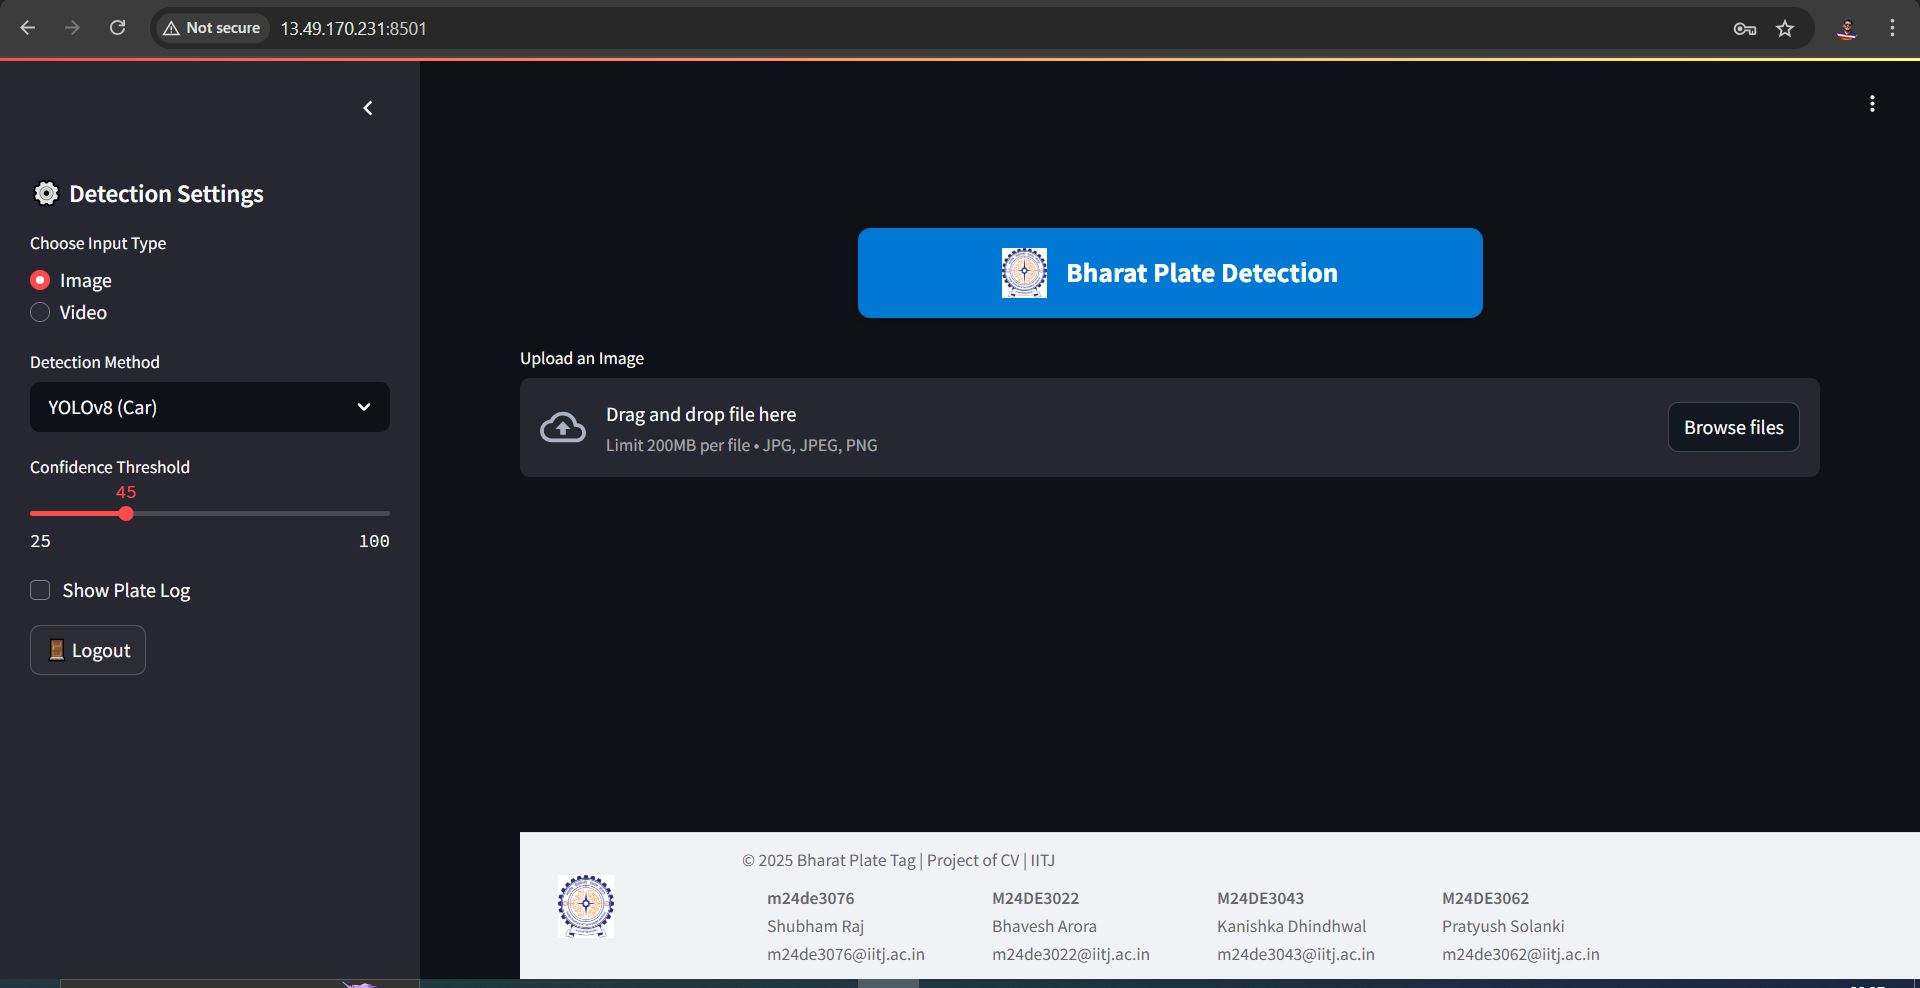 Not secure
13.49.170.231:8501
Detection Settings
Choose Input Type
Image
Video
Detection Method
YOLOv8 (Car)
Confidence Threshold
45
25
100
Show Plate Log
Logout
Bharat Plate Detection
Upload an Image
Drag and drop file here
Limit 200MB per file • JPG, JPEG, PNG
Browse files
© 2025 Bharat Plate Tag | Project of CV | IITJ
m24de3076
Shubham Raj
m24de3076@iitj.ac.in
M24DE3022
Bhavesh Arora
m24de3022@iitj.ac.in
M24DE3043
Kanishka Dhindhwal
m24de3043@iitj.ac.in
M24DE3062
Pratyush Solanki
m24de3062@iitj.ac.in